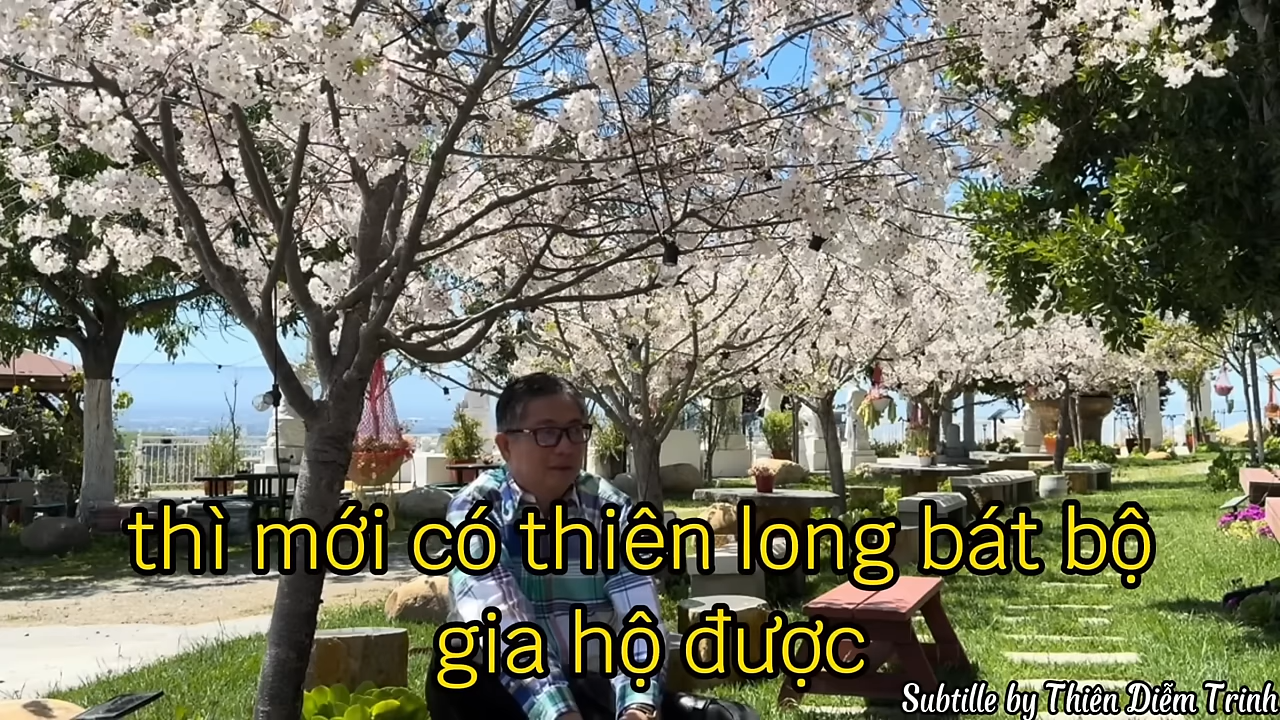 thì mới có thiên long bát bộ
gia hộ được
Subtille by Thiên Diễm Trinh